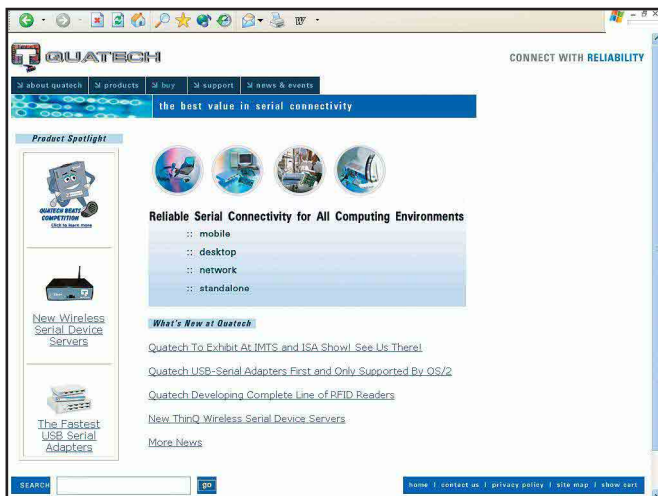 QUATECH
CONNECT WITH RELIABILITY
about quatech products buy support news & events
the best value in serial connectivity
Product Spotlight
QUATECH BEATS
COMPETITION
Click to learn more
New Wireless
Serial Device
Servers
The Fastest
USB Serial
Adapters
Reliable Serial Connectivity for All Computing Environments
:: mobile
:: desktop
:: network
:: standalone
What's New at Quatech
Quatech To Exhibit At IMTS and ISA Show! See Us There!
Quatech USB-Serial Adapters First and Only Supported By OS/2
Quatech Developing Complete Line of RFID Readers
New ThinQ Wireless Serial Device Servers
More News
SEARCH go
home | contact us | privacy policy | site map | show cart